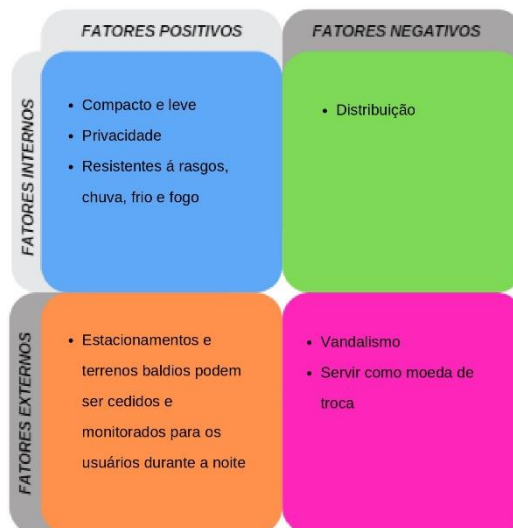 FATORES POSITIVOS
FATORES NEGATIVOS
FATORES INTERNOS
• Compacto e leve
• Privacidade
• Resistentes á rasgos,
chuva, frio e fogo
• Distribuição
FATORES EXTERNOS
• Estacionamentos e
terrenos baldios podem
ser cedidos e
monitorados para os
usuários durante a noite
• Vandalismo
• Servir como moeda de
troca